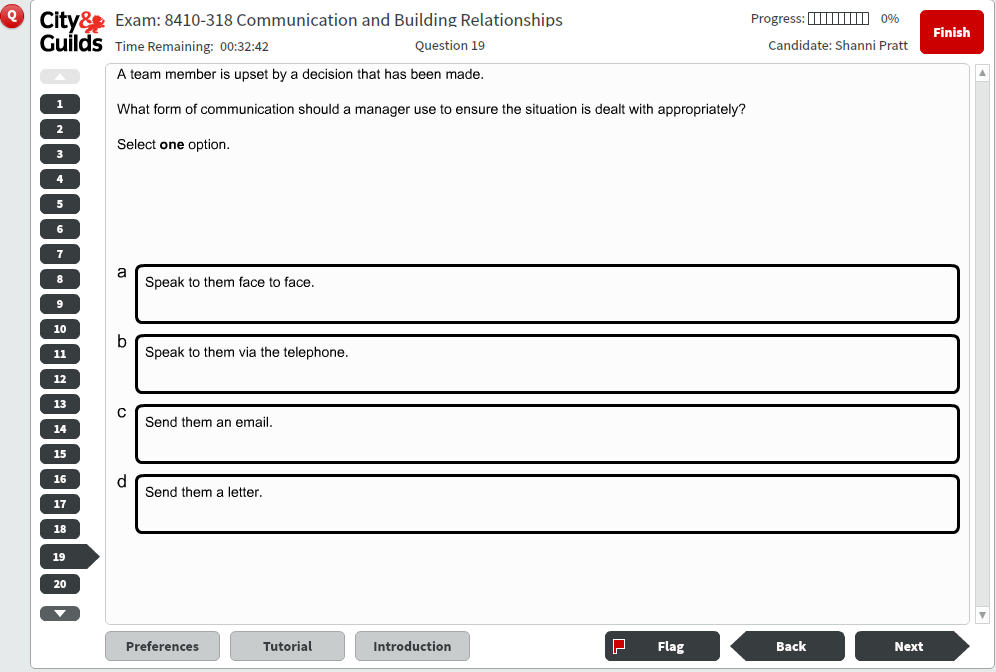 Q
City&
Guilds
Exam: 8410-318 Communication and Building Relationships
Time Remaining: 00:32:42
Question 19
Progress: 0%
Candidate: Shanni Pratt
Finish
1
2
3
4
5
6
7
8
9
10
11
12
13
14
15
16
17
18
19
20
A team member is upset by a decision that has been made.
What form of communication should a manager use to ensure the situation is dealt with appropriately?
Select one option.
a
Speak to them face to face.
b
Speak to them via the telephone.
c
Send them an email.
d
Send them a letter.
Preferences
Tutorial
Introduction
Flag
Back
Next